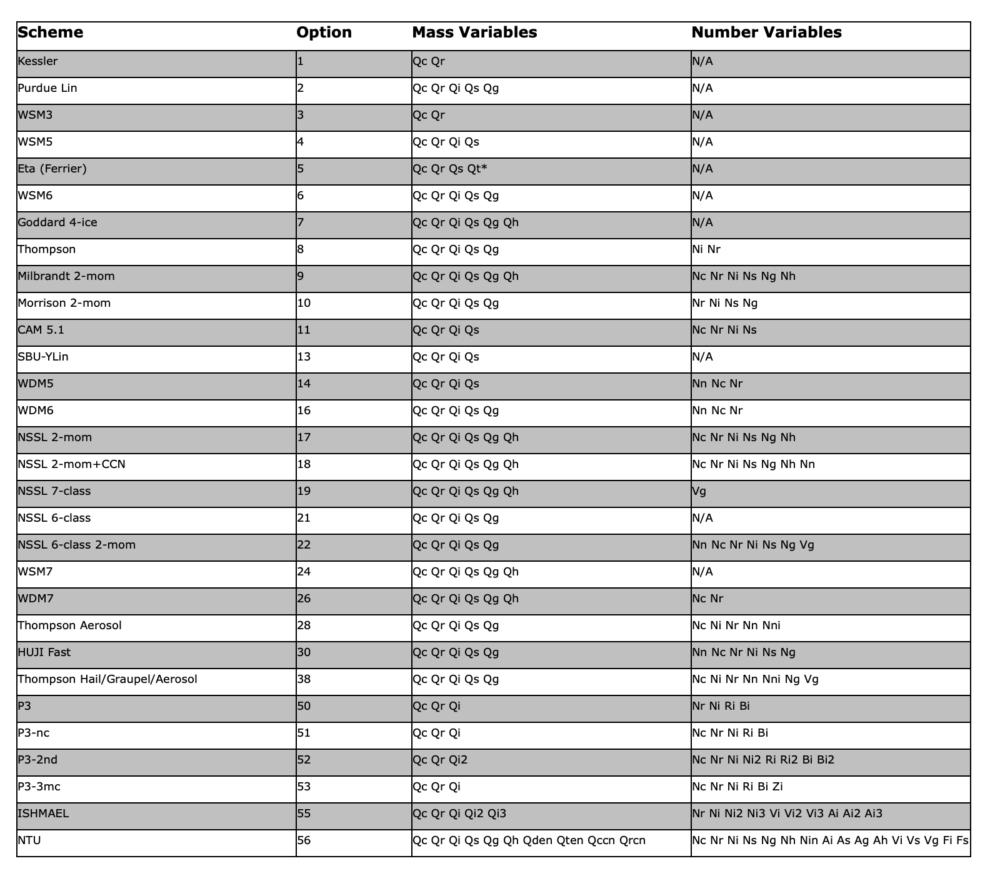 Scheme Option Mass Variables Number Variables
Kessler 1 Qc Qr N/A
Purdue Lin 2 Qc Qr Qi Qs Qg N/A
WSM3 3 Qc Qr N/A
WSM5 4 Qc Qr Qi Qs N/A
Eta (Ferrier) 5 Qc Qr Qs Qt* N/A
WSM6 6 Qc Qr Qi Qs Qg N/A
Goddard 4-ice 7 Qc Qr Qi Qs Qg Qh N/A
Thompson 8 Qc Qr Qi Qs Qg Ni Nr
Milbrandt 2-mom 9 Qc Qr Qi Qs Qg Qh Nc Nr Ni Ns Ng Nh
Morrison 2-mom 10 Qc Qr Qi Qs Qg Nr Ni Ns Ng
CAM 5.1 11 Qc Qr Qi Qs Nc Nr Ni Ns
SBU-YLin 13 Qc Qr Qi Qs N/A
WDM5 14 Qc Qr Qi Qs Nn Nc Nr
WDM6 16 Qc Qr Qi Qs Qg Nn Nc Nr
NSSL 2-mom 17 Qc Qr Qi Qs Qg Qh Nc Nr Ni Ns Ng Nh
NSSL 2-mom+CCN 18 Qc Qr Qi Qs Qg Qh Nc Nr Ni Ns Ng Nh Nn
NSSL 7-class 19 Qc Qr Qi Qs Qg Qh Vg
NSSL 6-class 21 Qc Qr Qi Qs Qg N/A
NSSL 6-class 2-mom 22 Qc Qr Qi Qs Qg Nn Nc Nr Ni Ns Ng Vg
WSM7 24 Qc Qr Qi Qs Qg Qh N/A
WDM7 26 Qc Qr Qi Qs Qg Qh Nc Nr
Thompson Aerosol 28 Qc Qr Qi Qs Qg Nc Ni Nr Nn Nni
HUJI Fast 30 Qc Qr Qi Qs Qg Nn Nc Nr Ni Ns Ng
Thompson Hail/Graupel/Aerosol 38 Qc Qr Qi Qs Qg Nc Ni Nr Nn Nni Ng Vg
P3 50 Qc Qr Qi Nr Ni Ri Bi
P3-nc 51 Qc Qr Qi Nc Nr Ni Ri Bi
P3-2nd 52 Qc Qr Qi2 Nc Nr Ni Ni2 Ri Ri2 Bi Bi2
P3-3mc 53 Qc Qr Qi Nc Nr Ni Ri Bi Zi
ISHMAEL 55 Qc Qr Qi Qi2 Qi3 Nr Ni Ni2 Ni3 Vi Vi2 Vi3 Ai Ai2 Ai3
NTU 56 Qc Qr Qi Qs Qg Qh Qden Qten Qccn Qrcn Nc Nr Ni Ns Ng Nh Nin Ai As Ag Ah Vi Vs Vg Fi Fs